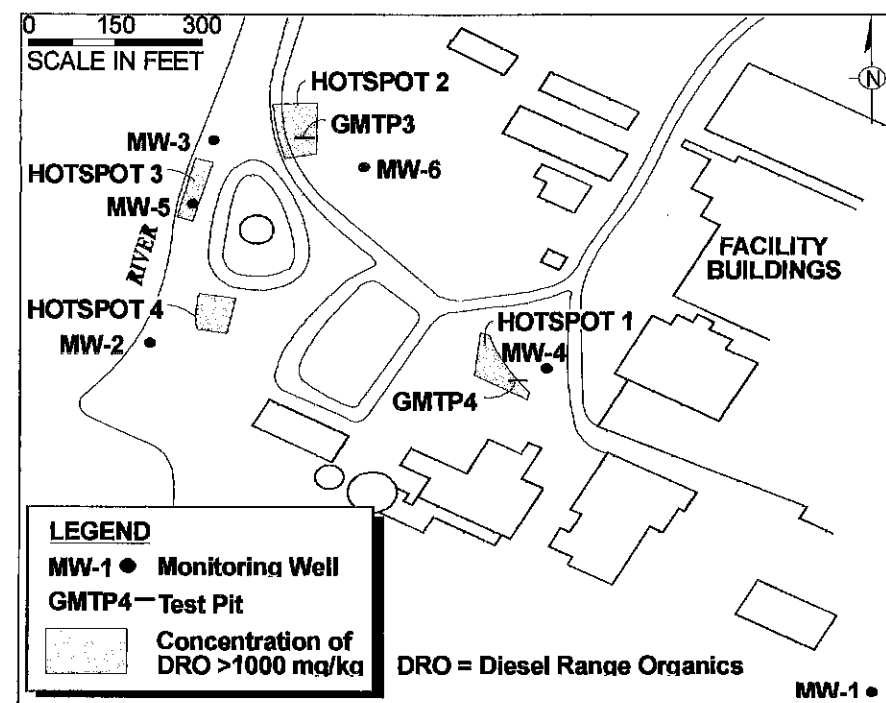 0 150 300
SCALE IN FEET
N
HOTSPOT 2
GMTP3
MW-3
HOTSPOT 3
MW-6
MW-5
RIVER
FACILITY
BUILDINGS
HOTSPOT 4
HOTSPOT 1
MW-2
MW-4
GMTP4
LEGEND
MW-1 Monitoring Well
GMTP4 Test Pit
Concentration of
DRO >1000 mg/kg
DRO = Diesel Range Organics
MW-1